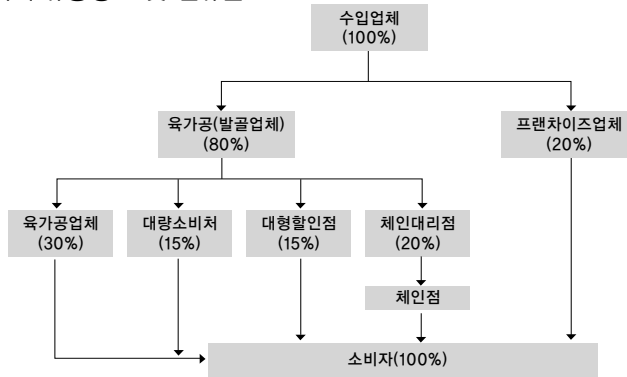 수입업체
(100%)
육가공(발골업체)
(80%)
프랜차이즈업체
(20%)
육가공업체
(30%)
대량소비처
(15%)
대형할인점
(15%)
체인대리점
(20%)
체인점
소비자(100%)